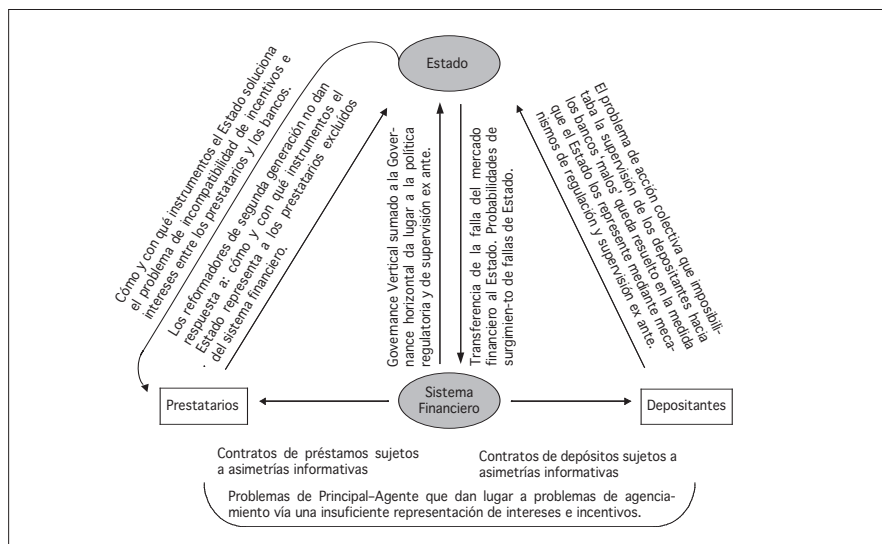 Estado
Cómo y con qué instrumentos el Estado soluciona
el problema de incompatibilidad de incentivos e
intereses entre los prestatarios y los bancos.
Los reformadores de segunda generación no dan
respuesta a: cómo y con qué instrumentos el
Estado representa a los prestatarios excluídos
del sistema financiero.
Governance Vertical sumado a la Gover-
nance horizontal da lugar a la política
regulatoria y de supervisión ex ante.
Transferencia de la falla del mercado
financiero al Estado. Probabilidades de
surgimien-to de fallas de Estado.
El problema de acción colectiva que imposibili-
taba la supervisión de los depositantes hacia
los bancos 'malos' queda resuelto en la medida
que el Estado los represente mediante meca-
nismos de regulación y supervisión ex ante.
Prestatarios
Sistema
Financiero
Depositantes
Contratos de préstamos sujetos
a asimetrías informativas
Contratos de depósitos sujetos a
asimetrías informativas
Problemas de Principal–Agente que dan lugar a problemas de agencia-
miento vía una insuficiente representación de intereses e incentivos.